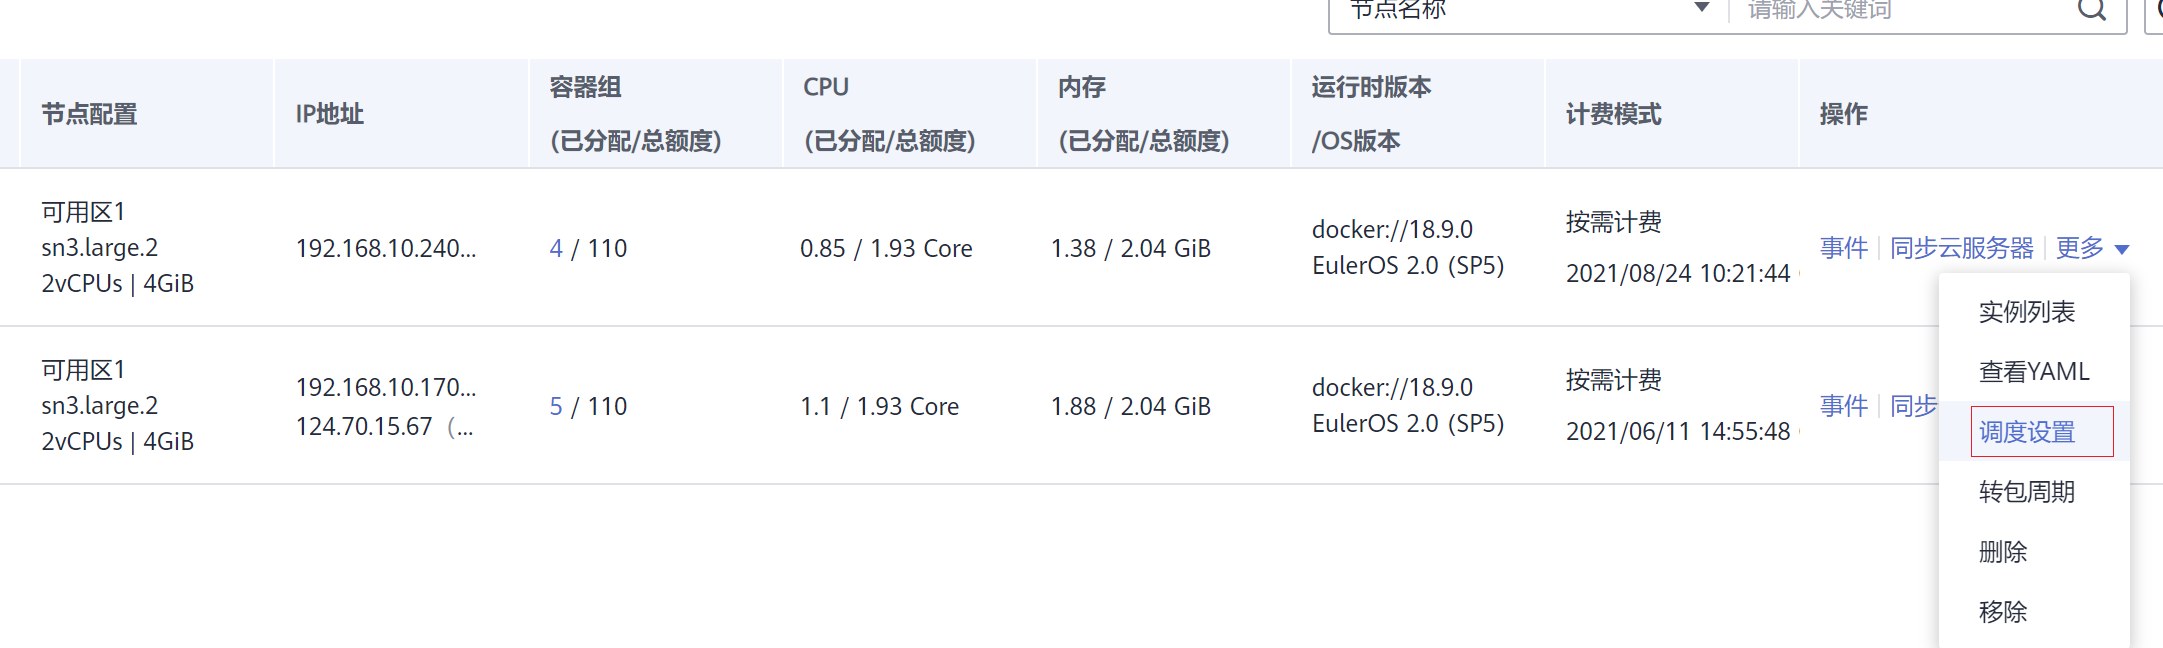 节点名称
请输入关键词
节点配置
IP地址
容器组
(已分配/总额度)
CPU
(已分配/总额度)
内存
(已分配/总额度)
运行时版本
/OS版本
计费模式
操作
可用区1
sn3.large.2
2vCPUs | 4GiB
192.168.10.240...
4 / 110
0.85 / 1.93 Core
1.38 / 2.04 GiB
docker://18.9.0
EulerOS 2.0 (SP5)
按需计费
2021/08/24 10:21:44
事件 | 同步云服务器 | 更多
可用区1
sn3.large.2
2vCPUs | 4GiB
192.168.10.170...
124.70.15.67 (...
5 / 110
1.1 / 1.93 Core
1.88 / 2.04 GiB
docker://18.9.0
EulerOS 2.0 (SP5)
按需计费
2021/06/11 14:55:48
事件 | 同步
实例列表
查看YAML
调度设置
转包周期
删除
移除